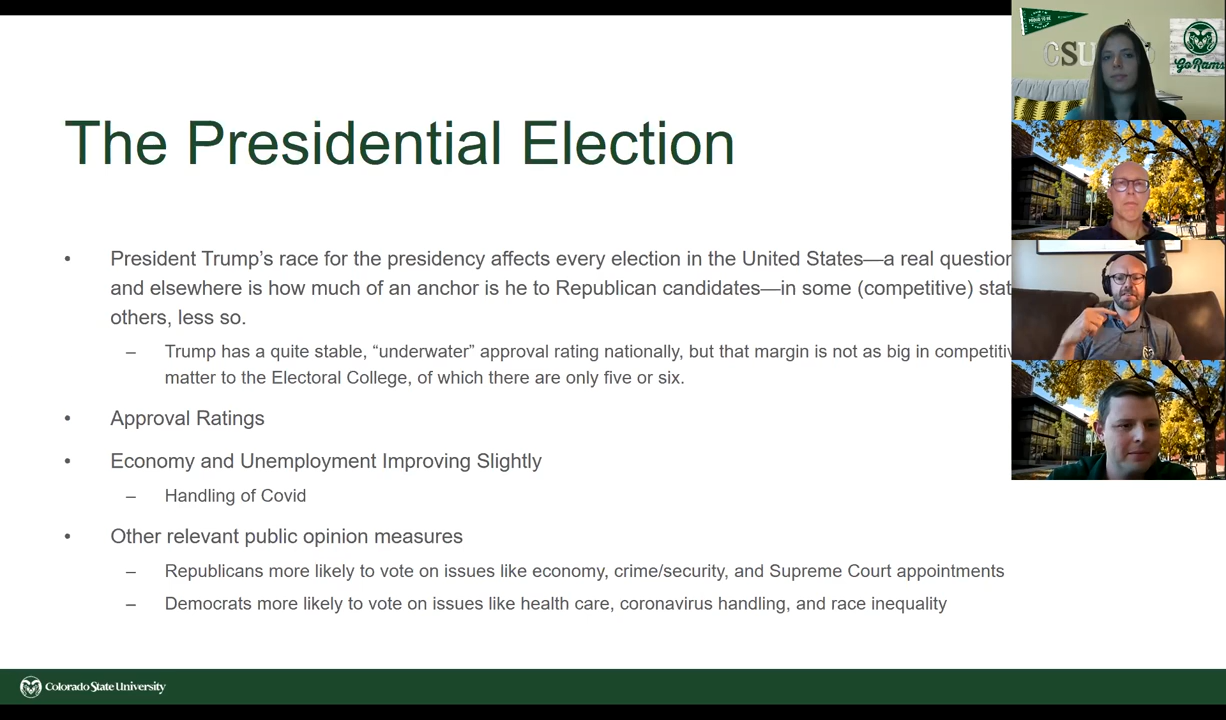 The Presidential Election
• President Trump’s race for the presidency affects every election in the United States—a real question
and elsewhere is how much of an anchor is he to Republican candidates—in some (competitive)
others, less so.
– Trump has a quite stable, “underwater” approval rating nationally, but that margin is not as big in
matter to the Electoral College, of which there are only five or six.
• Approval Ratings
• Economy and Unemployment Improving Slightly
– Handling of Covid
• Other relevant public opinion measures
– Republicans more likely to vote on issues like economy, crime/security, and Supreme Court appointments
– Democrats more likely to vote on issues like health care, coronavirus handling, and race inequality
Colorado State University
PROUD TO BE
CSU
Go Rams